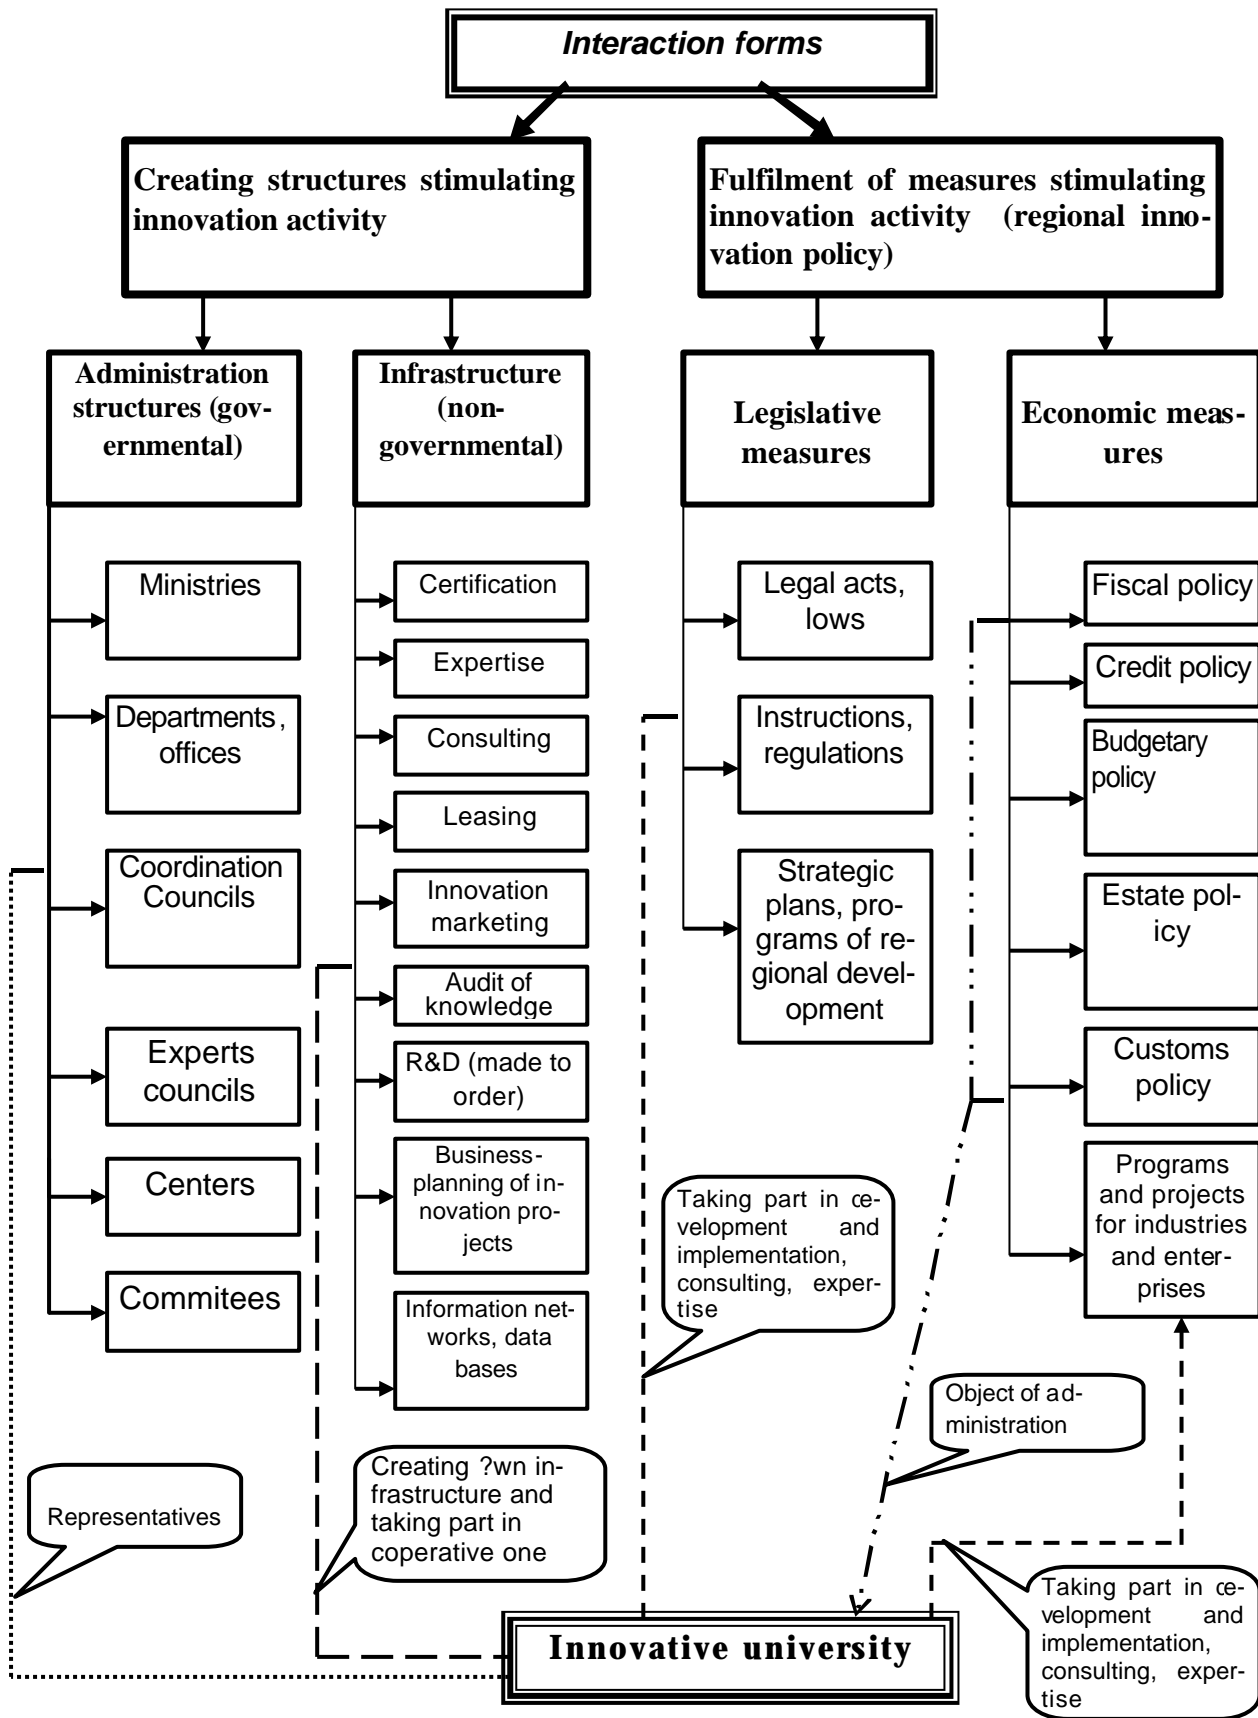 Interaction forms
Creating structures stimulating
innovation activity
Fulfilment of measures stimulating
innovation activity (regional inno-
vation policy)
Administration
structures (gov-
ernmental)
Infrastructure
(non-
governmental)
Legislative
measures
Economic meas-
ures
Ministries
Departments,
offices
Coordination
Councils
Experts
councils
Centers
Commitees
Certification
Expertise
Consulting
Leasing
Innovation
marketing
Audit of
knowledge
R&D (made to
order)
Business-
planning of in-
novation pro-
jects
Information net-
works, data
bases
Legal acts,
lows
Instructions,
regulations
Strategic
plans, pro-
grams of re-
gional devel-
opment
Fiscal policy
Credit policy
Budgetary
policy
Estate pol-
icy
Customs
policy
Programs
and projects
for industries
and enter-
prises
Representatives
Creating ?wn in-
frastructure and
taking part in
coperative one
Taking part in œ-
velopment and
implementation,
consulting, exper-
tise
Object of ad-
ministration
Taking part in œ-
velopment and
implementation,
consulting, exper-
tise
Innovative university